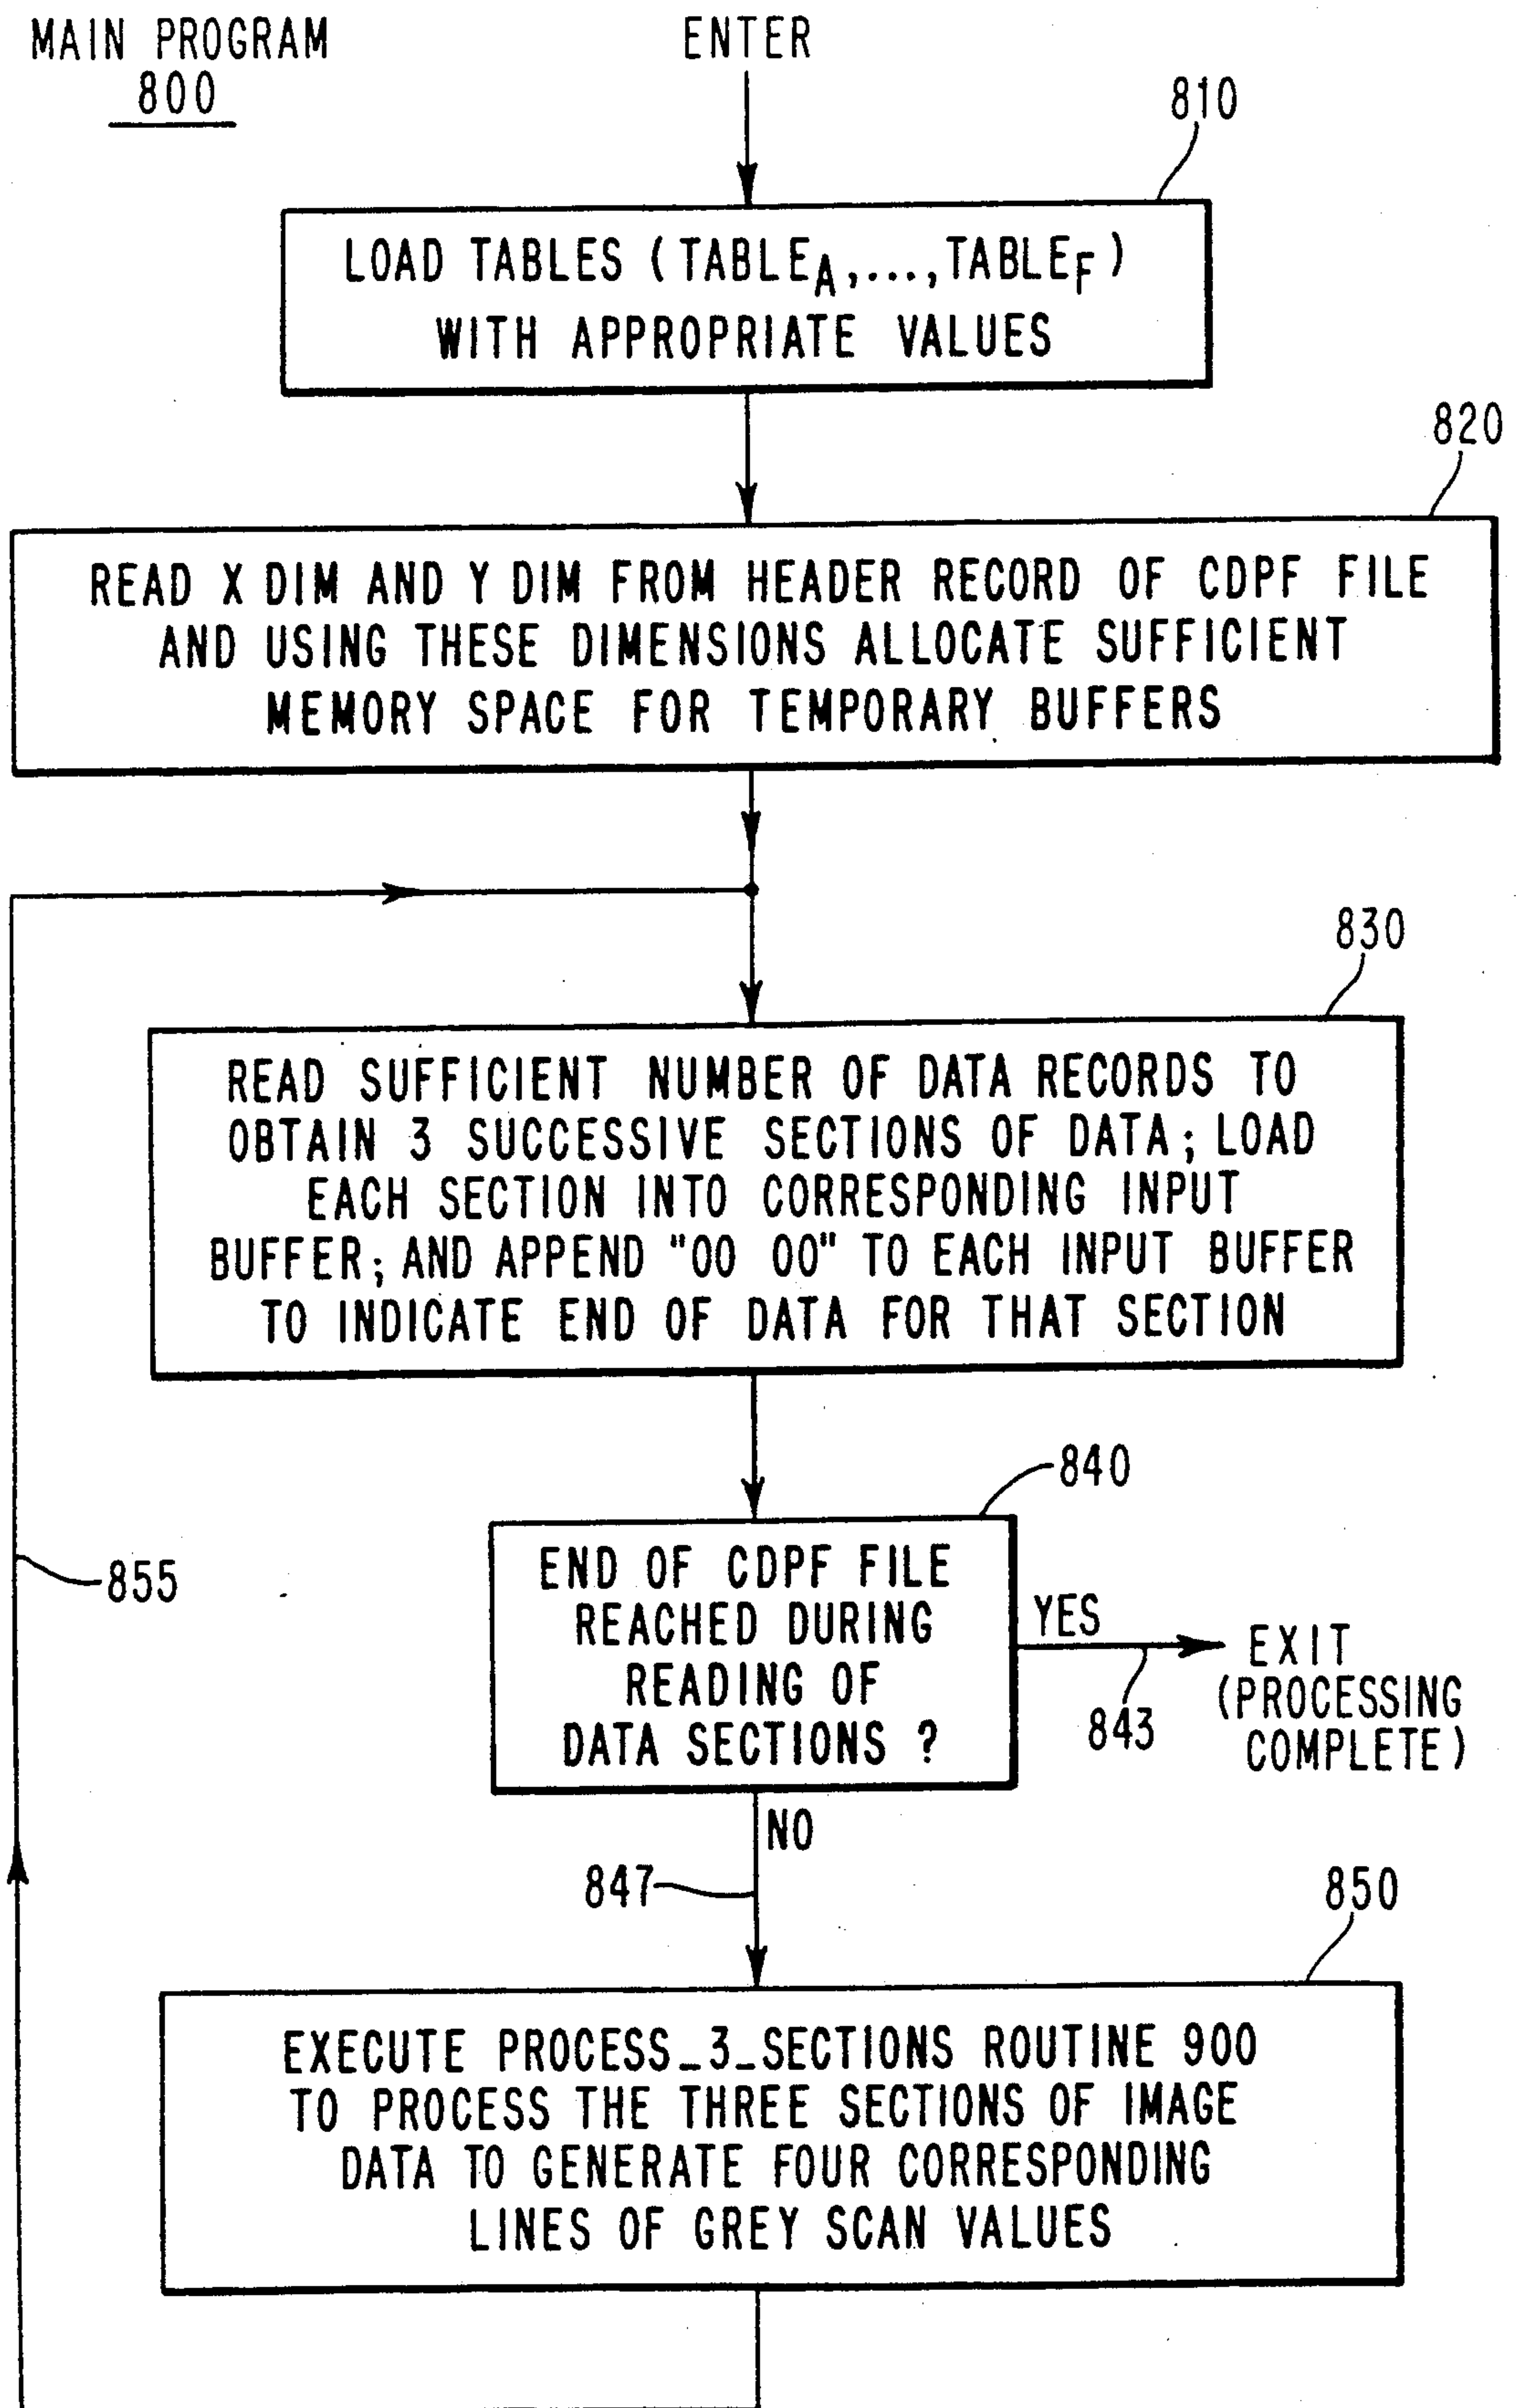 MAIN PROGRAM
800
ENTER
810
LOAD TABLES (TABLEA,...,TABLEF)
WITH APPROPRIATE VALUES
820
READ X DIM AND Y DIM FROM HEADER RECORD OF CDPF FILE
AND USING THESE DIMENSIONS ALLOCATE SUFFICIENT
MEMORY SPACE FOR TEMPORARY BUFFERS
830
READ SUFFICIENT NUMBER OF DATA RECORDS TO
OBTAIN 3 SUCCESSIVE SECTIONS OF DATA; LOAD
EACH SECTION INTO CORRESPONDING INPUT
BUFFER; AND APPEND "00 00" TO EACH INPUT BUFFER
TO INDICATE END OF DATA FOR THAT SECTION
840
END OF CDPF FILE
REACHED DURING
READING OF
DATA SECTIONS ?
YES
843
EXIT
(PROCESSING
COMPLETE)
855
NO
847
850
EXECUTE PROCESS_3_SECTIONS ROUTINE 900
TO PROCESS THE THREE SECTIONS OF IMAGE
DATA TO GENERATE FOUR CORRESPONDING
LINES OF GREY SCAN VALUES